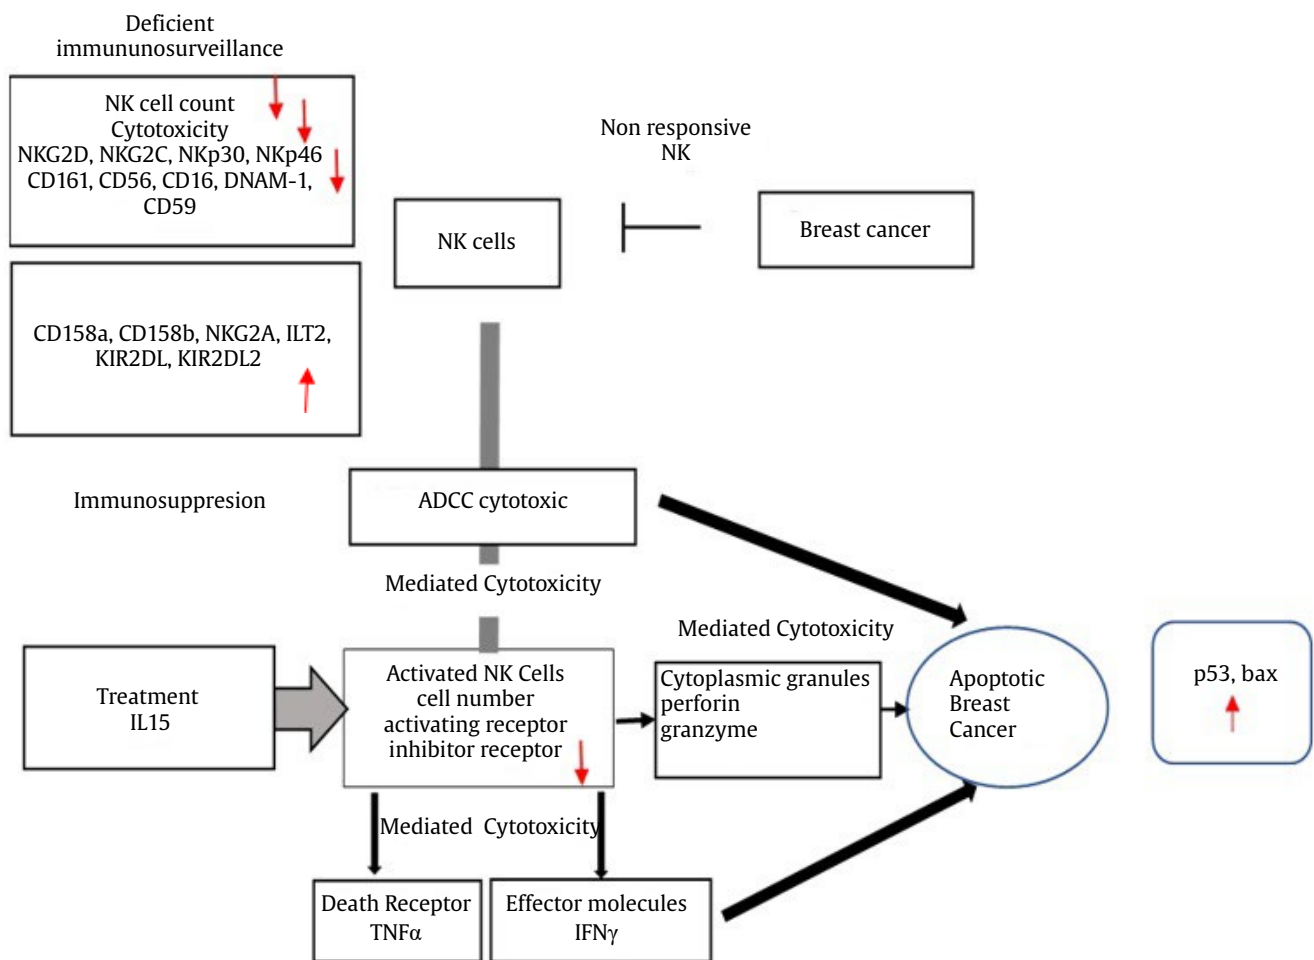 Deficient
immununosurveillance
NK cell count
Cytotoxicity
NKG2D, NKG2C, NKp30, NKp46
CD161, CD56, CD16, DNAM-1,
CD59
Non responsive
NK
NK cells
Breast cancer
CD158a, CD158b, NKG2A, ILT2,
KIR2DL, KIR2DL2
Immunosuppresion
ADCC cytotoxic
Mediated Cytotoxicity
Treatment
IL15
Activated NK Cells
cell number
activating receptor
inhibitor receptor
Mediated Cytotoxicity
Cytoplasmic granules
perforin
granzyme
Apoptotic
Breast
Cancer
p53, bax
Mediated Cytotoxicity
Death Receptor
TNFα
Effector molecules
IFNγ